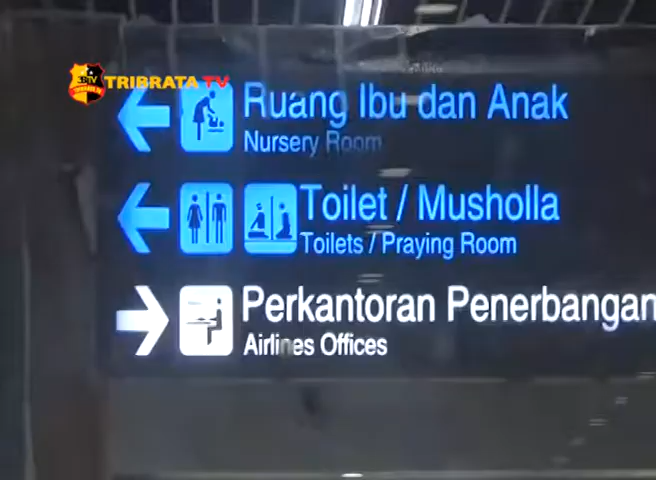 TRIBRATA TV
Ruang Ibu dan Anak
Nursery Room
Toilet / Musholla
Toilets / Praying Room
Perkantoran Penerbangan
Airlines Offices